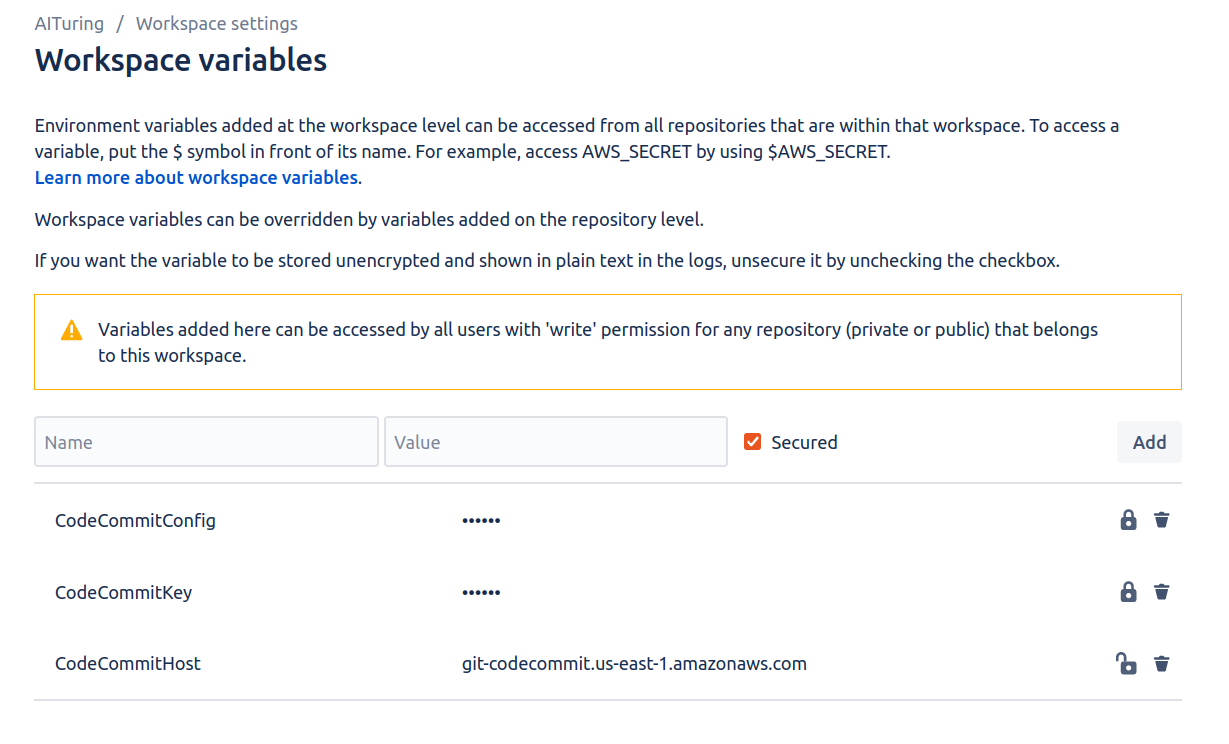 AITuring / Workspace settings
Workspace variables
Environment variables added at the workspace level can be accessed from all repositories that are within that workspace. To access a
variable, put the $ symbol in front of its name. For example, access AWS_SECRET by using $AWS_SECRET.
Learn more about workspace variables.
Workspace variables can be overridden by variables added on the repository level.
If you want the variable to be stored unencrypted and shown in plain text in the logs, unsecure it by unchecking the checkbox.
Variables added here can be accessed by all users with 'write' permission for any repository (private or public) that belongs
to this workspace.
Name Value Secured Add
CodeCommitConfig ••••••
CodeCommitKey ••••••
CodeCommitHost git-codecommit.us-east-1.amazonaws.com